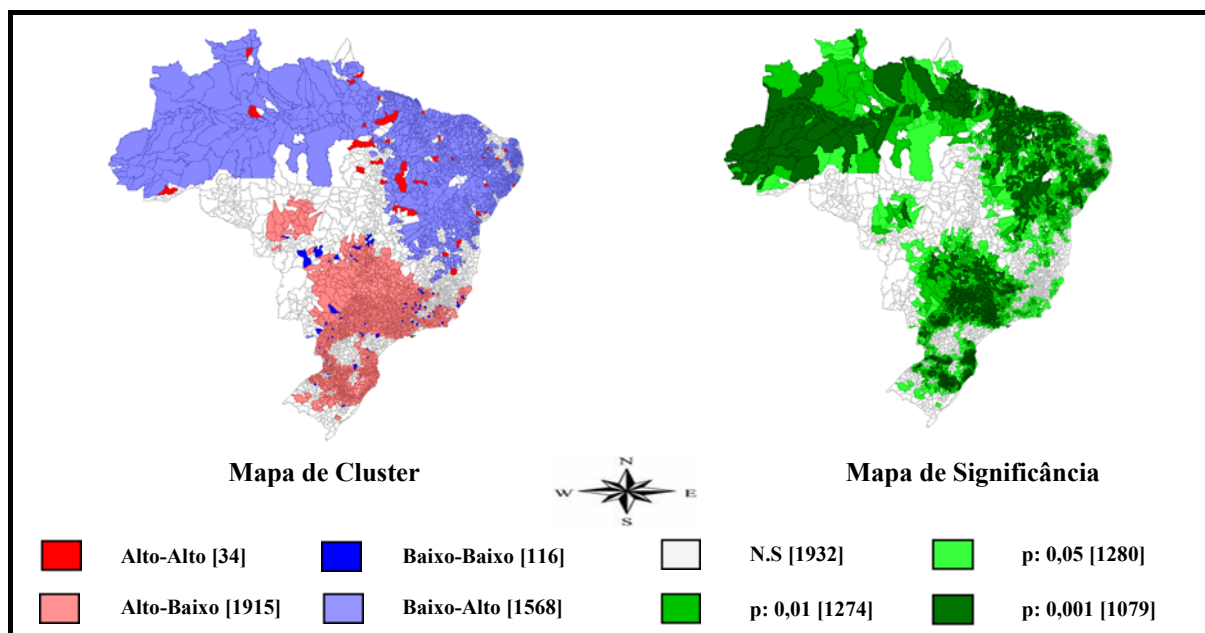 Mapa de Cluster
Mapa de Significância
N
W
E
S
Alto-Alto [34]
Baixo-Baixo [116]
N.S [1932]
p: 0,05 [1280]
Alto-Baixo [1915]
Baixo-Alto [1568]
p: 0,01 [1274]
p: 0,001 [1079]